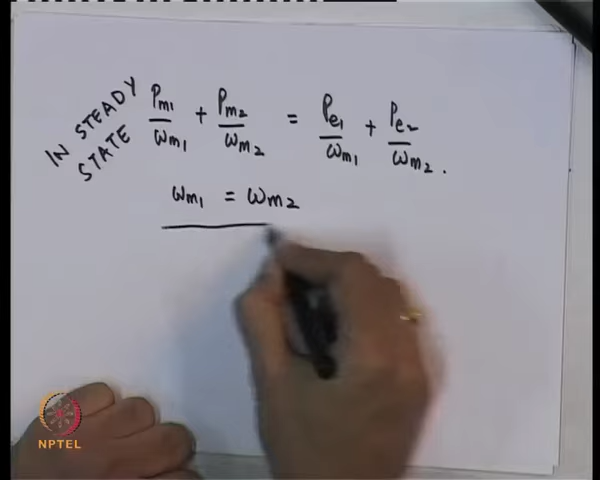 IN STEADY STATE
Pm1/ωm1 + Pm2/ωm2 = Pe1/ωm1 + Pe2/ωm2.
ωm1 = ωm2
NPTEL